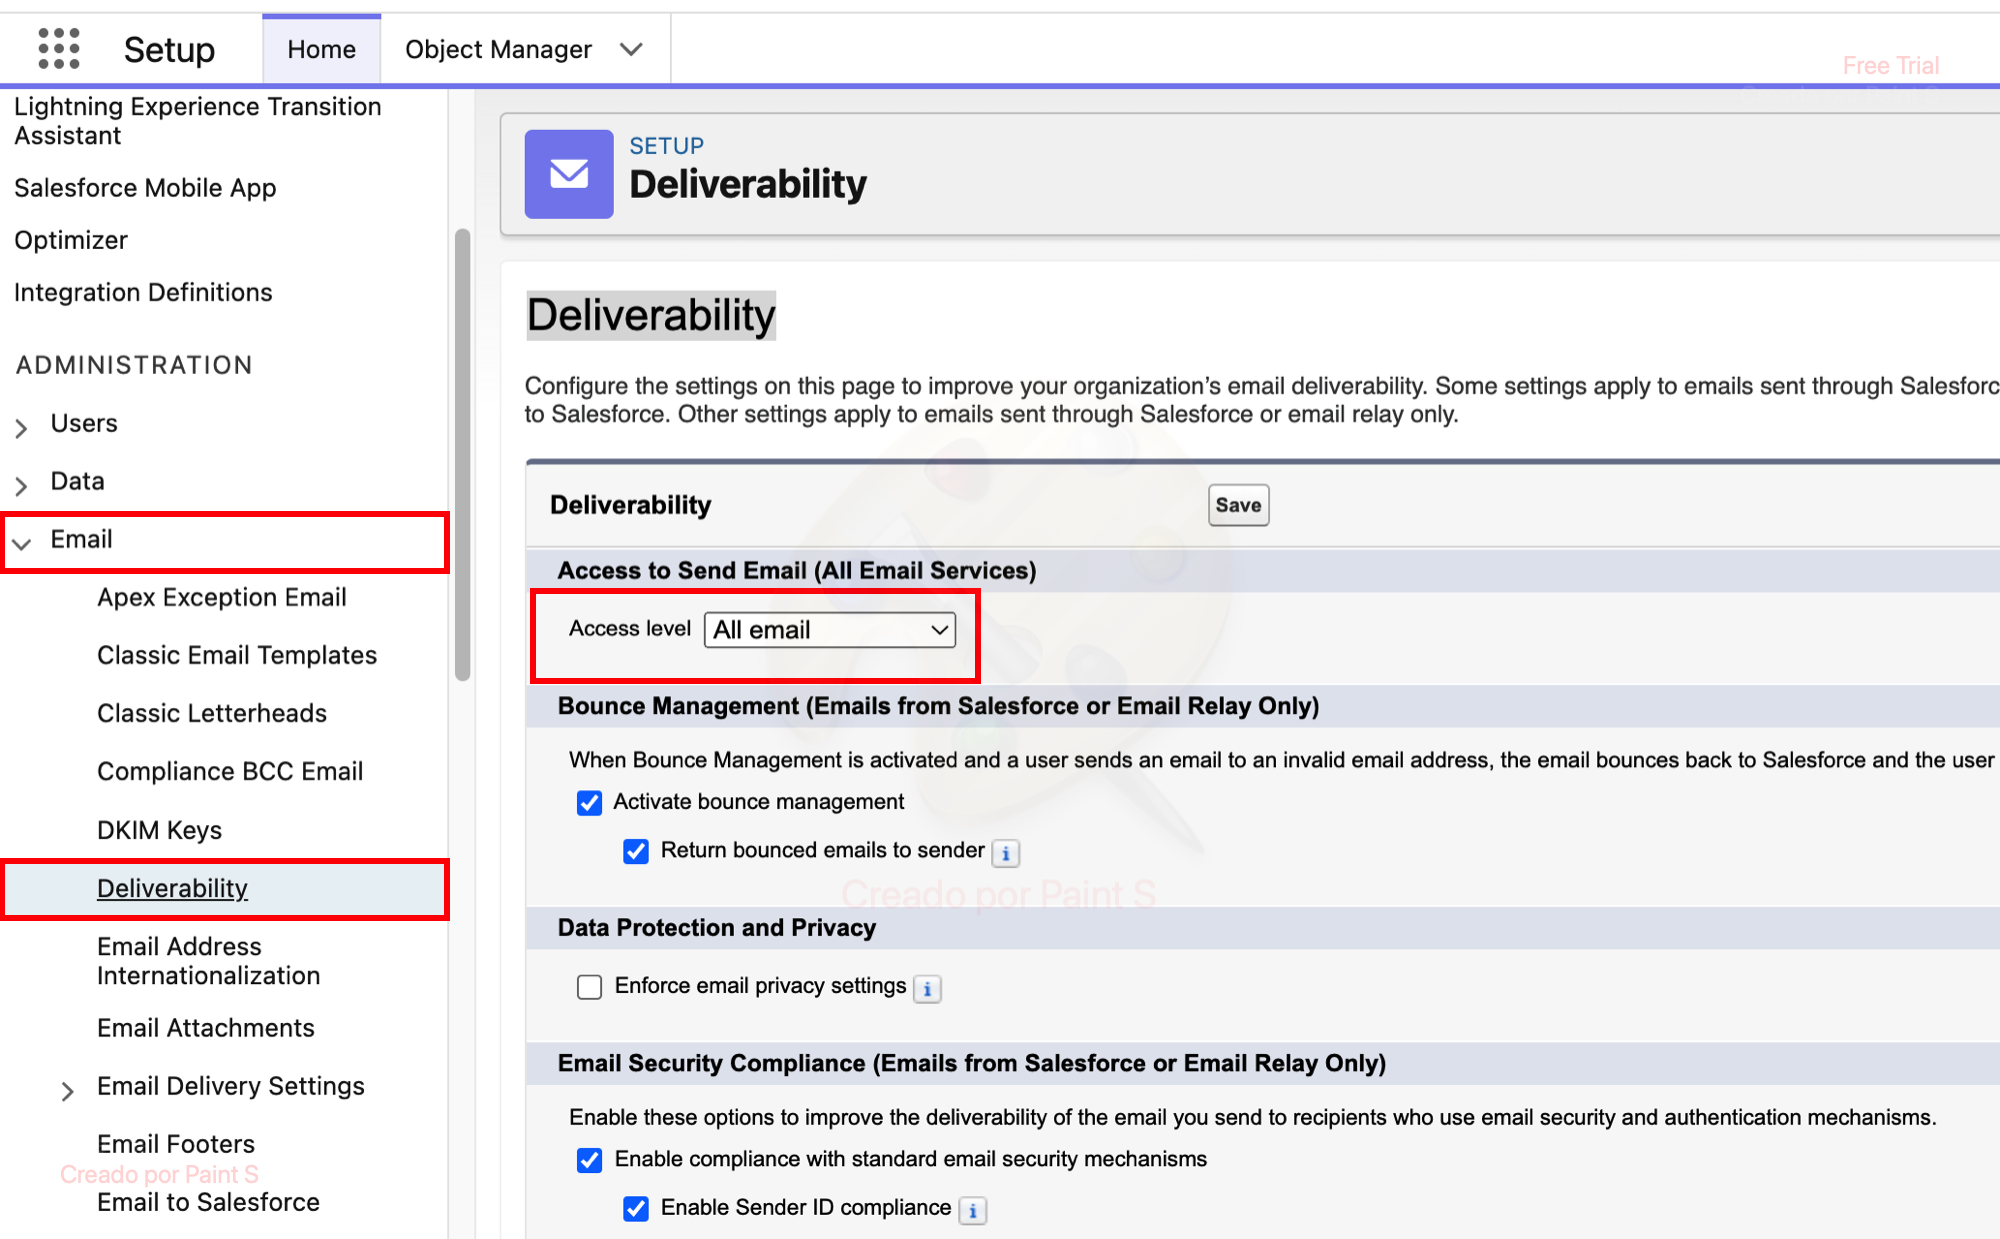 Setup
Home
Object Manager
Free Trial
Lightning Experience Transition
Assistant
Salesforce Mobile App
Optimizer
Integration Definitions
ADMINISTRATION
Users
Data
Email
Apex Exception Email
Classic Email Templates
Classic Letterheads
Compliance BCC Email
DKIM Keys
Deliverability
Email Address
Internationalization
Email Attachments
Email Delivery Settings
Email Footers
Creado por Paint S
Email to Salesforce
SETUP
Deliverability
Deliverability
Configure the settings on this page to improve your organization's email deliverability. Some settings apply to emails sent through Salesforc
to Salesforce. Other settings apply to emails sent through Salesforce or email relay only.
Deliverability
Save
Access to Send Email (All Email Services)
Access level All email
Bounce Management (Emails from Salesforce or Email Relay Only)
When Bounce Management is activated and a user sends an email to an invalid email address, the email bounces back to Salesforce and the user
Activate bounce management
Return bounced emails to sender i
Creado por Paint S
Data Protection and Privacy
Enforce email privacy settings i
Email Security Compliance (Emails from Salesforce or Email Relay Only)
Enable these options to improve the deliverability of the email you send to recipients who use email security and authentication mechanisms.
Enable compliance with standard email security mechanisms
Enable Sender ID compliance i